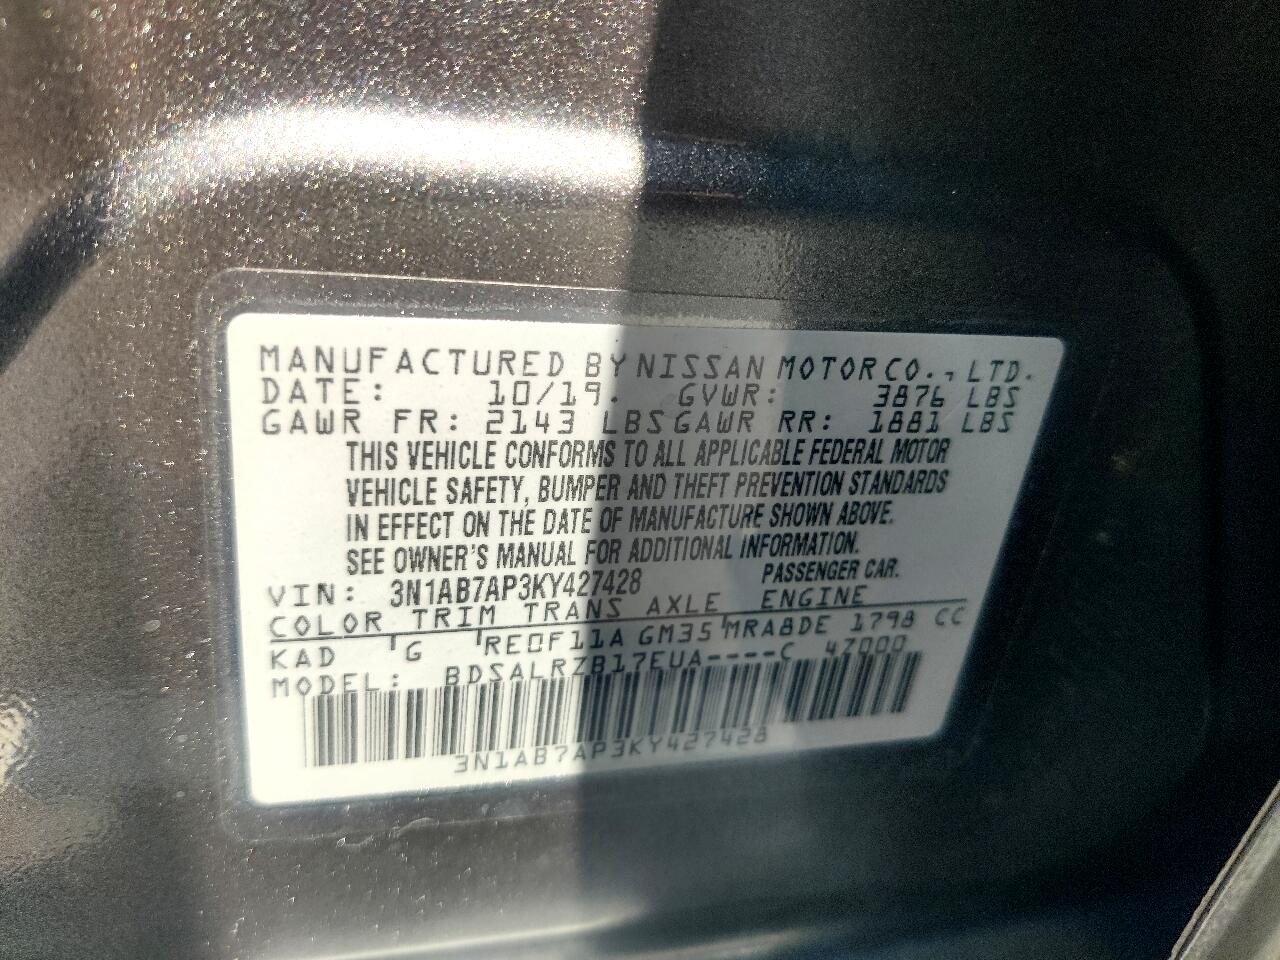 MANUFACTURED BY NISSAN MOTOR CO., LTD.
DATE: 10/19. GVWR: 3876 LBS
GAWR FR: 2143 LBS GAWR RR: 1881 LBS
THIS VEHICLE CONFORMS TO ALL APPLICABLE FEDERAL MOTOR
VEHICLE SAFETY, BUMPER AND THEFT PREVENTION STANDARDS
IN EFFECT ON THE DATE OF MANUFACTURE SHOWN ABOVE.
SEE OWNER'S MANUAL FOR ADDITIONAL INFORMATION.
VIN: 3N1AB7AP3KY427428 PASSENGER CAR.
COLOR TRIM TRANS AXLE ENGINE
KAD G RE0F11A GM35 MRA8DE 1798 CC
MODEL: BDSALRZB17EUA----C 47000
3N1AB7AP3KY427428